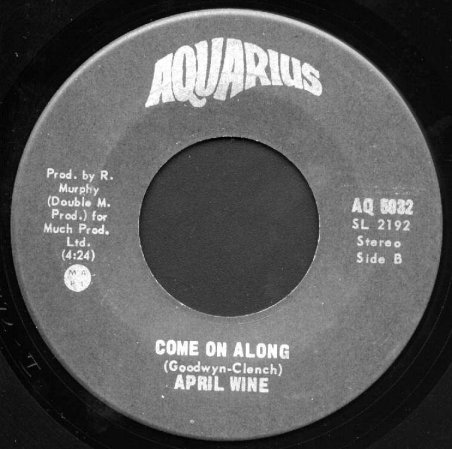 AQUARIUS
Prod. by R.
Murphy
(Double M.
Prod.) for
Much Prod.
Ltd.
(4:24)
M A
P L
AQ 5032
SL 2192
Stereo
Side B
COME ON ALONG
(Goodwyn-Clench)
APRIL WINE